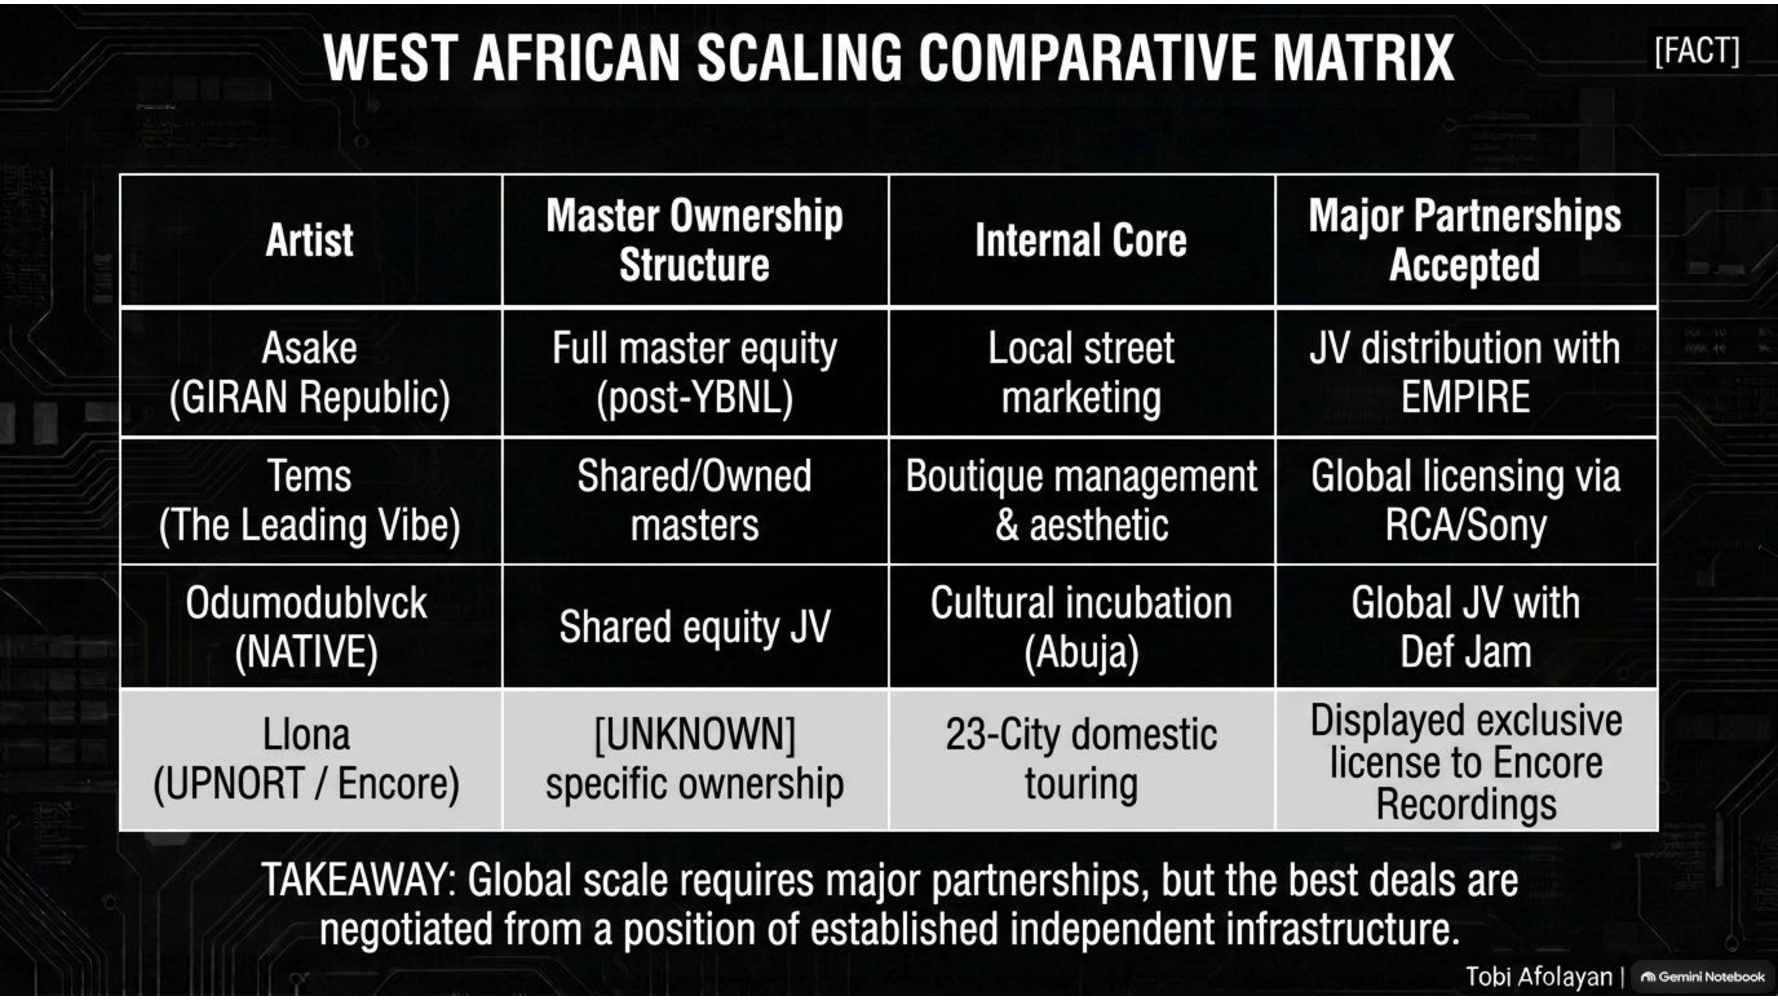 WEST AFRICAN SCALING COMPARATIVE MATRIX
[FACT]
Artist
Master Ownership
Structure
Internal Core
Major Partnerships
Accepted
Asake
(GIRAN Republic)
Full master equity
(post-YBNL)
Local street
marketing
JV distribution with
EMPIRE
Tems
(The Leading Vibe)
Shared/Owned
masters
Boutique management
& aesthetic
Global licensing via
RCA/Sony
Odumodublvck
(NATIVE)
Shared equity JV
Cultural incubation
(Abuja)
Global JV with
Def Jam
Llona
(UPNORT / Encore)
[UNKNOWN]
specific ownership
23-City domestic
touring
Displayed exclusive
license to Encore
Recordings
TAKEAWAY: Global scale requires major partnerships, but the best deals are
negotiated from a position of established independent infrastructure.
Tobi Afolayan |
Gemini Notebook